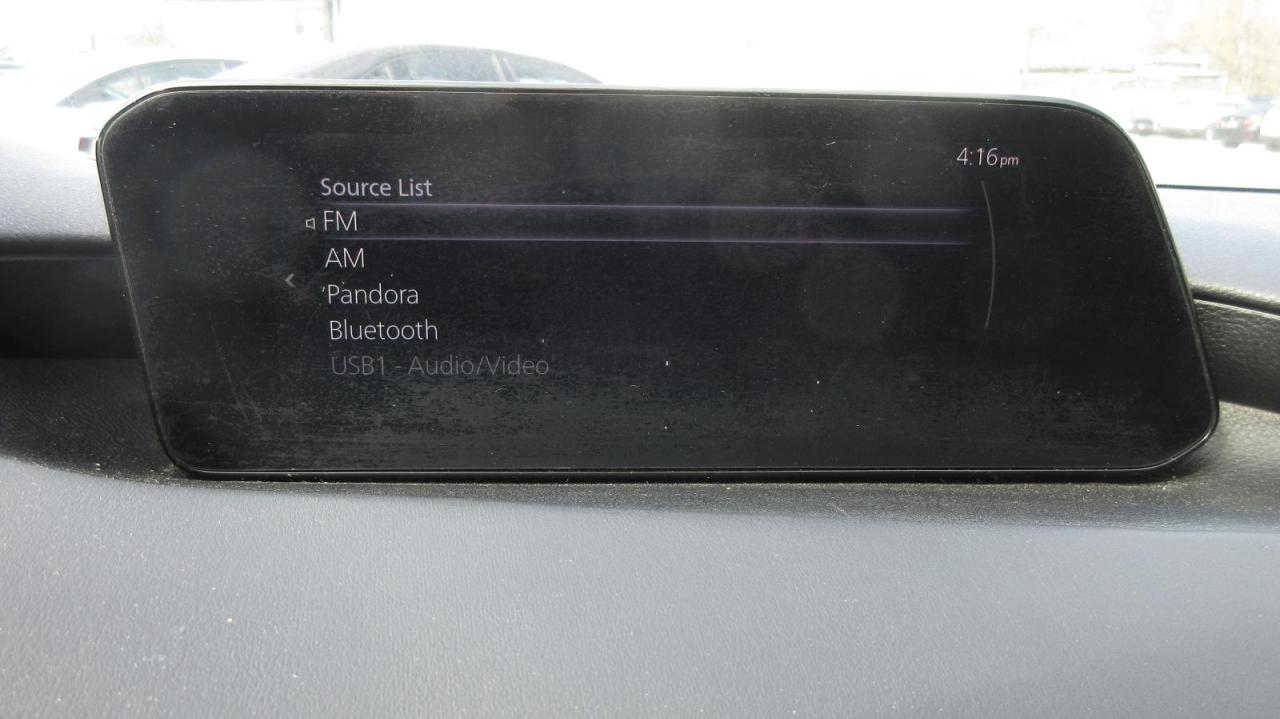 4:16pm
Source List
FM
AM
Pandora
Bluetooth
USB1 - Audio/Video